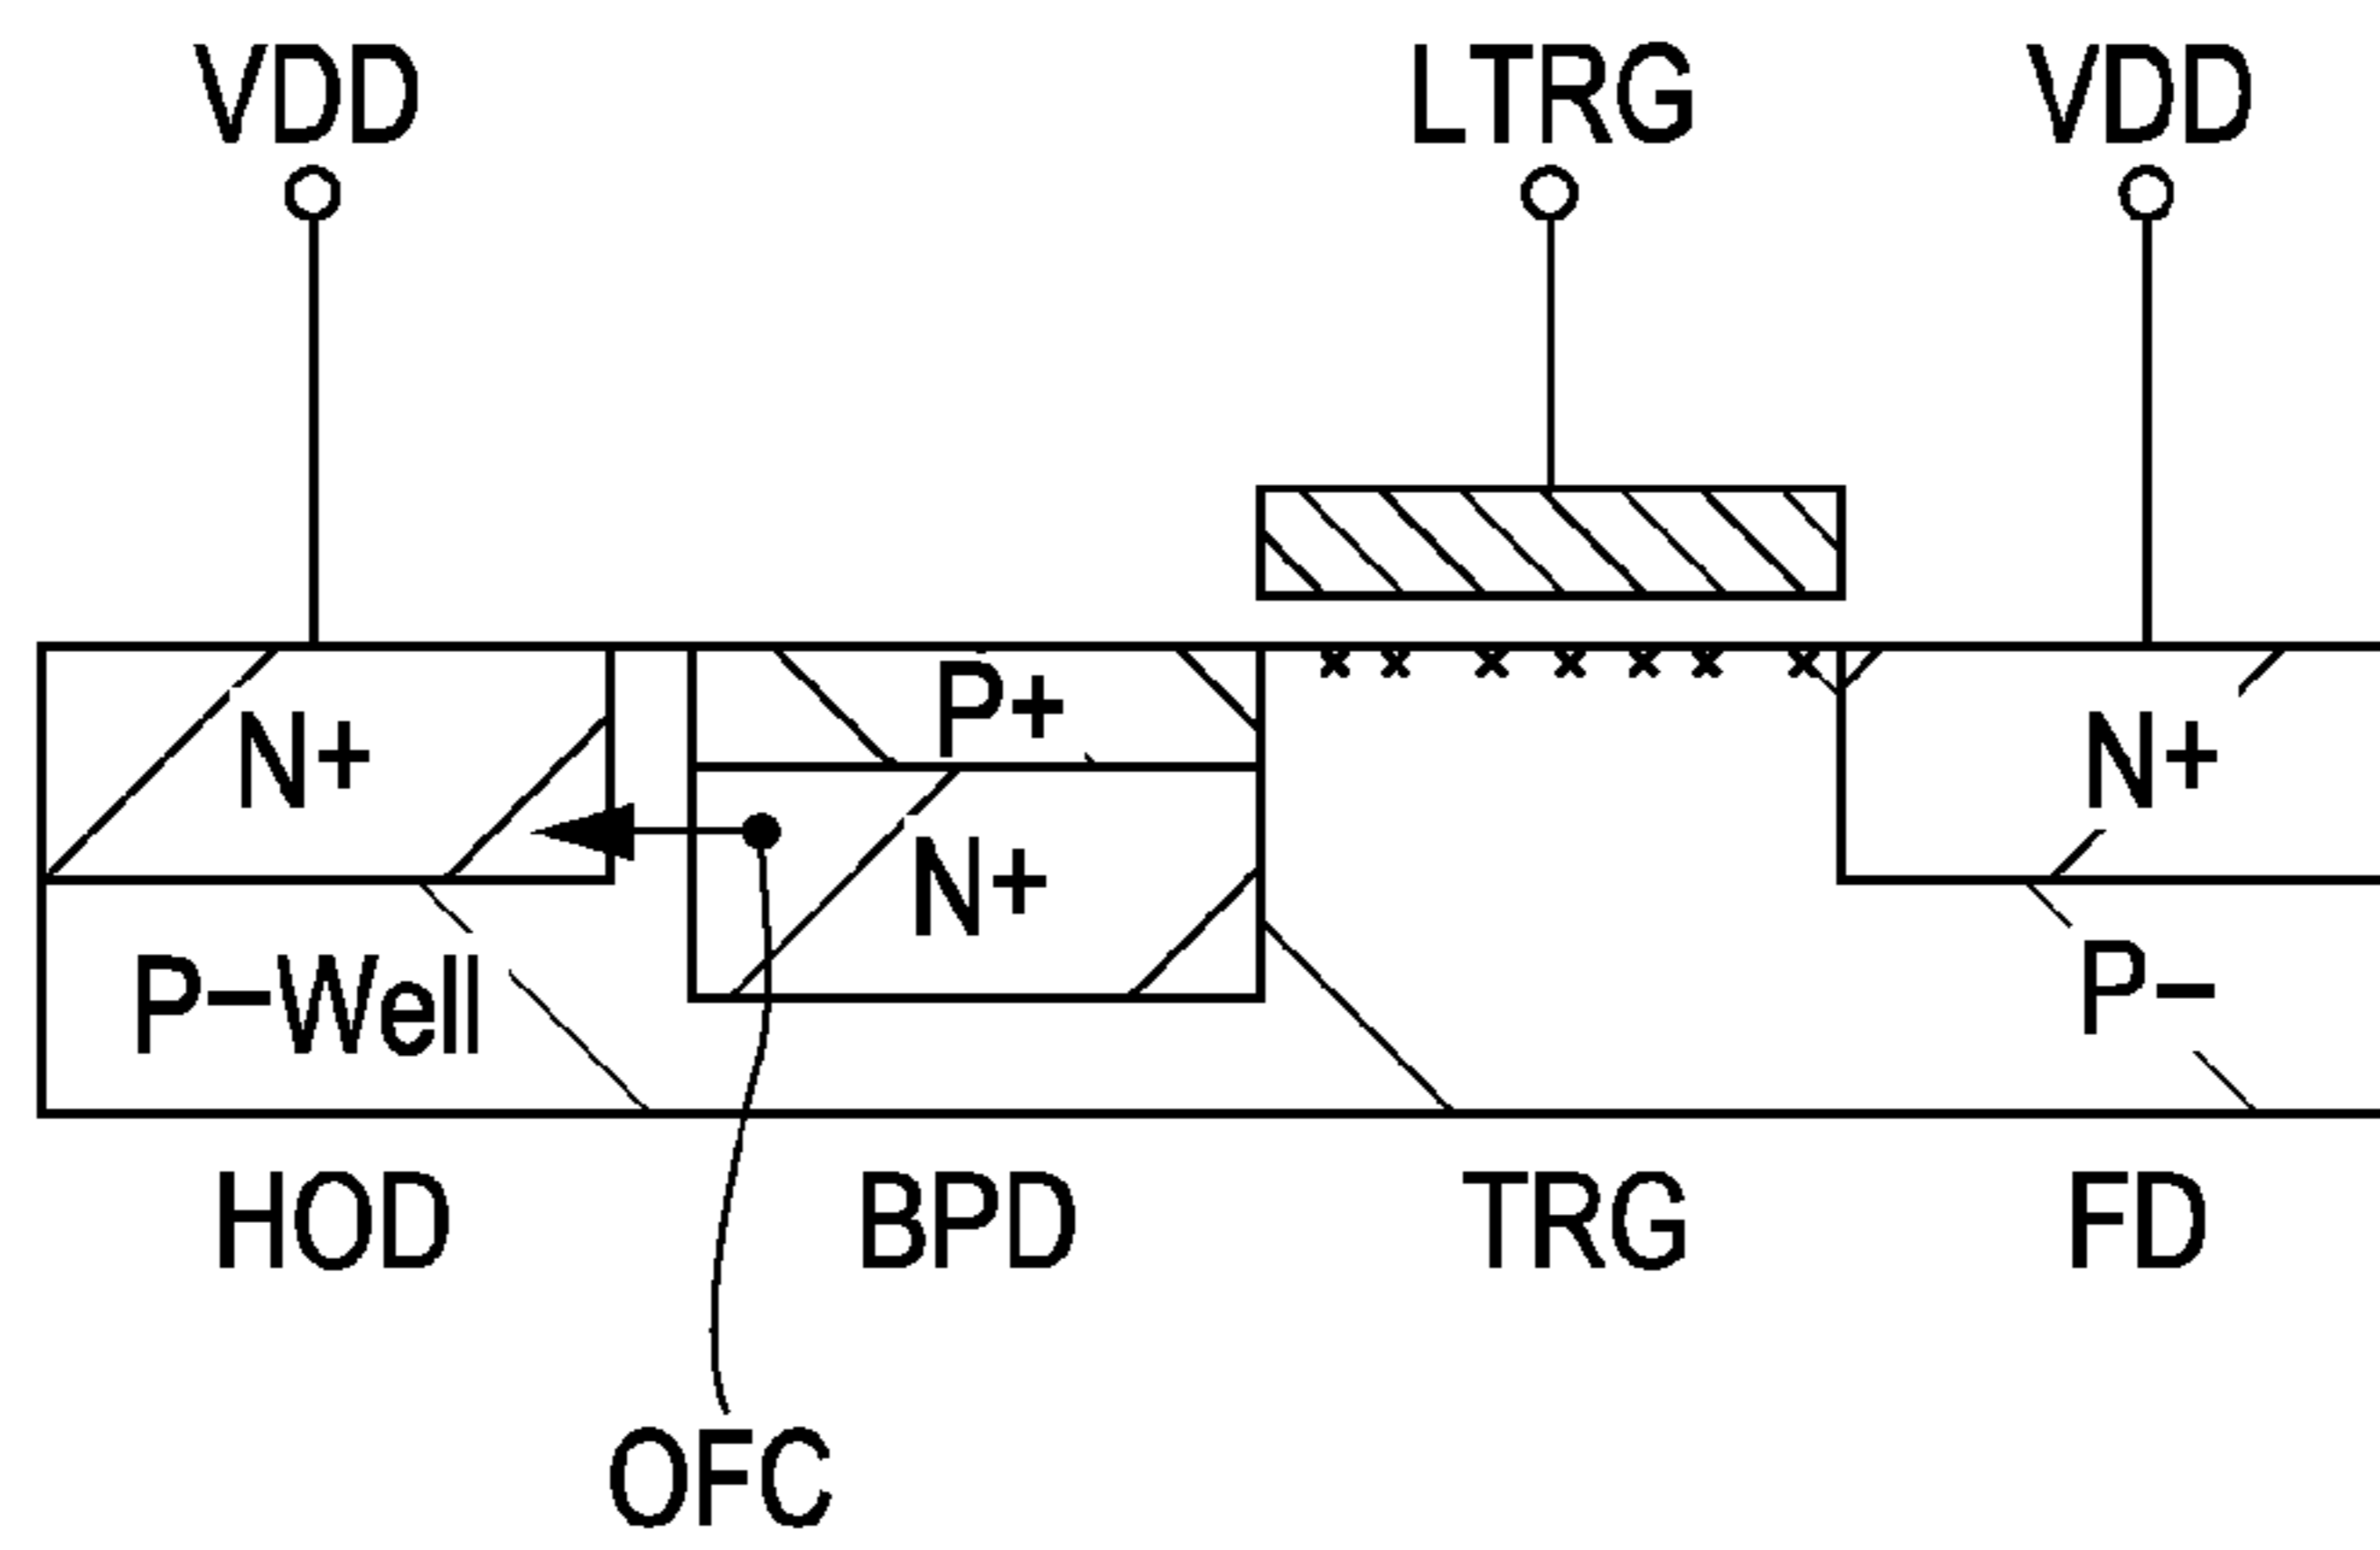 VDD LTRG VDD
P+
N+ N+
N+
P-Well P-
HOD BPD TRG FD
OFC